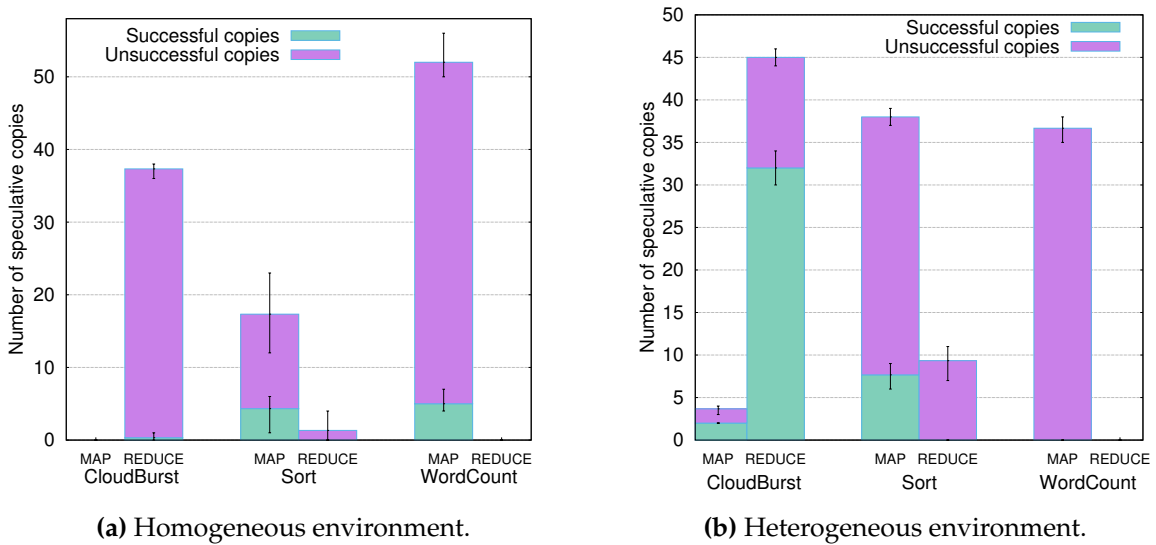 Number of speculative copies
50
40
30
20
10
0
Successful copies
Unsuccessful copies
MAP REDUCE MAP REDUCE MAP REDUCE
CloudBurst Sort WordCount
(a) Homogeneous environment.
Number of speculative copies
50
45
40
35
30
25
20
15
10
5
0
Successful copies
Unsuccessful copies
MAP REDUCE MAP REDUCE MAP REDUCE
CloudBurst Sort WordCount
(b) Heterogeneous environment.